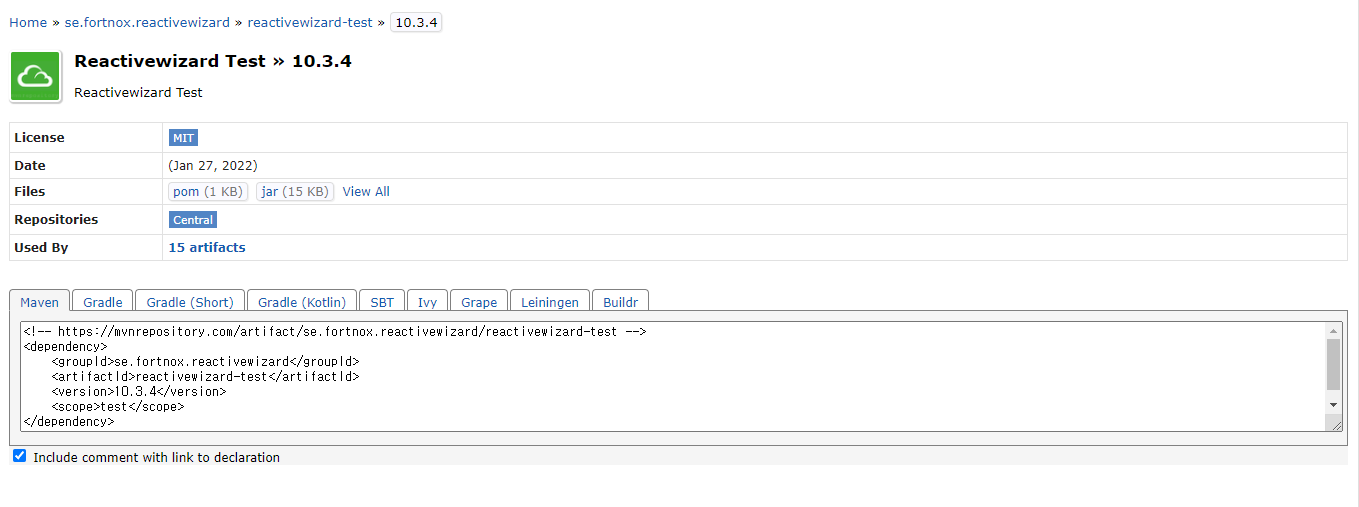 Home » se.fortnox.reactivewizard » reactivewizard-test » 10.3.4
Reactivewizard Test » 10.3.4
Reactivewizard Test
License MIT
Date (Jan 27, 2022)
Files pom (1 KB) jar (15 KB) View All
Repositories Central
Used By 15 artifacts
Maven Gradle Gradle (Short) Gradle (Kotlin) SBT Ivy Grape Leiningen Buildr
<!-- https://mvnrepository.com/artifact/se.fortnox.reactivewizard/reactivewizard-test -->
<dependency>
    <groupId>se.fortnox.reactivewizard</groupId>
    <artifactId>reactivewizard-test</artifactId>
    <version>10.3.4</version>
    <scope>test</scope>
</dependency>
Include comment with link to declaration